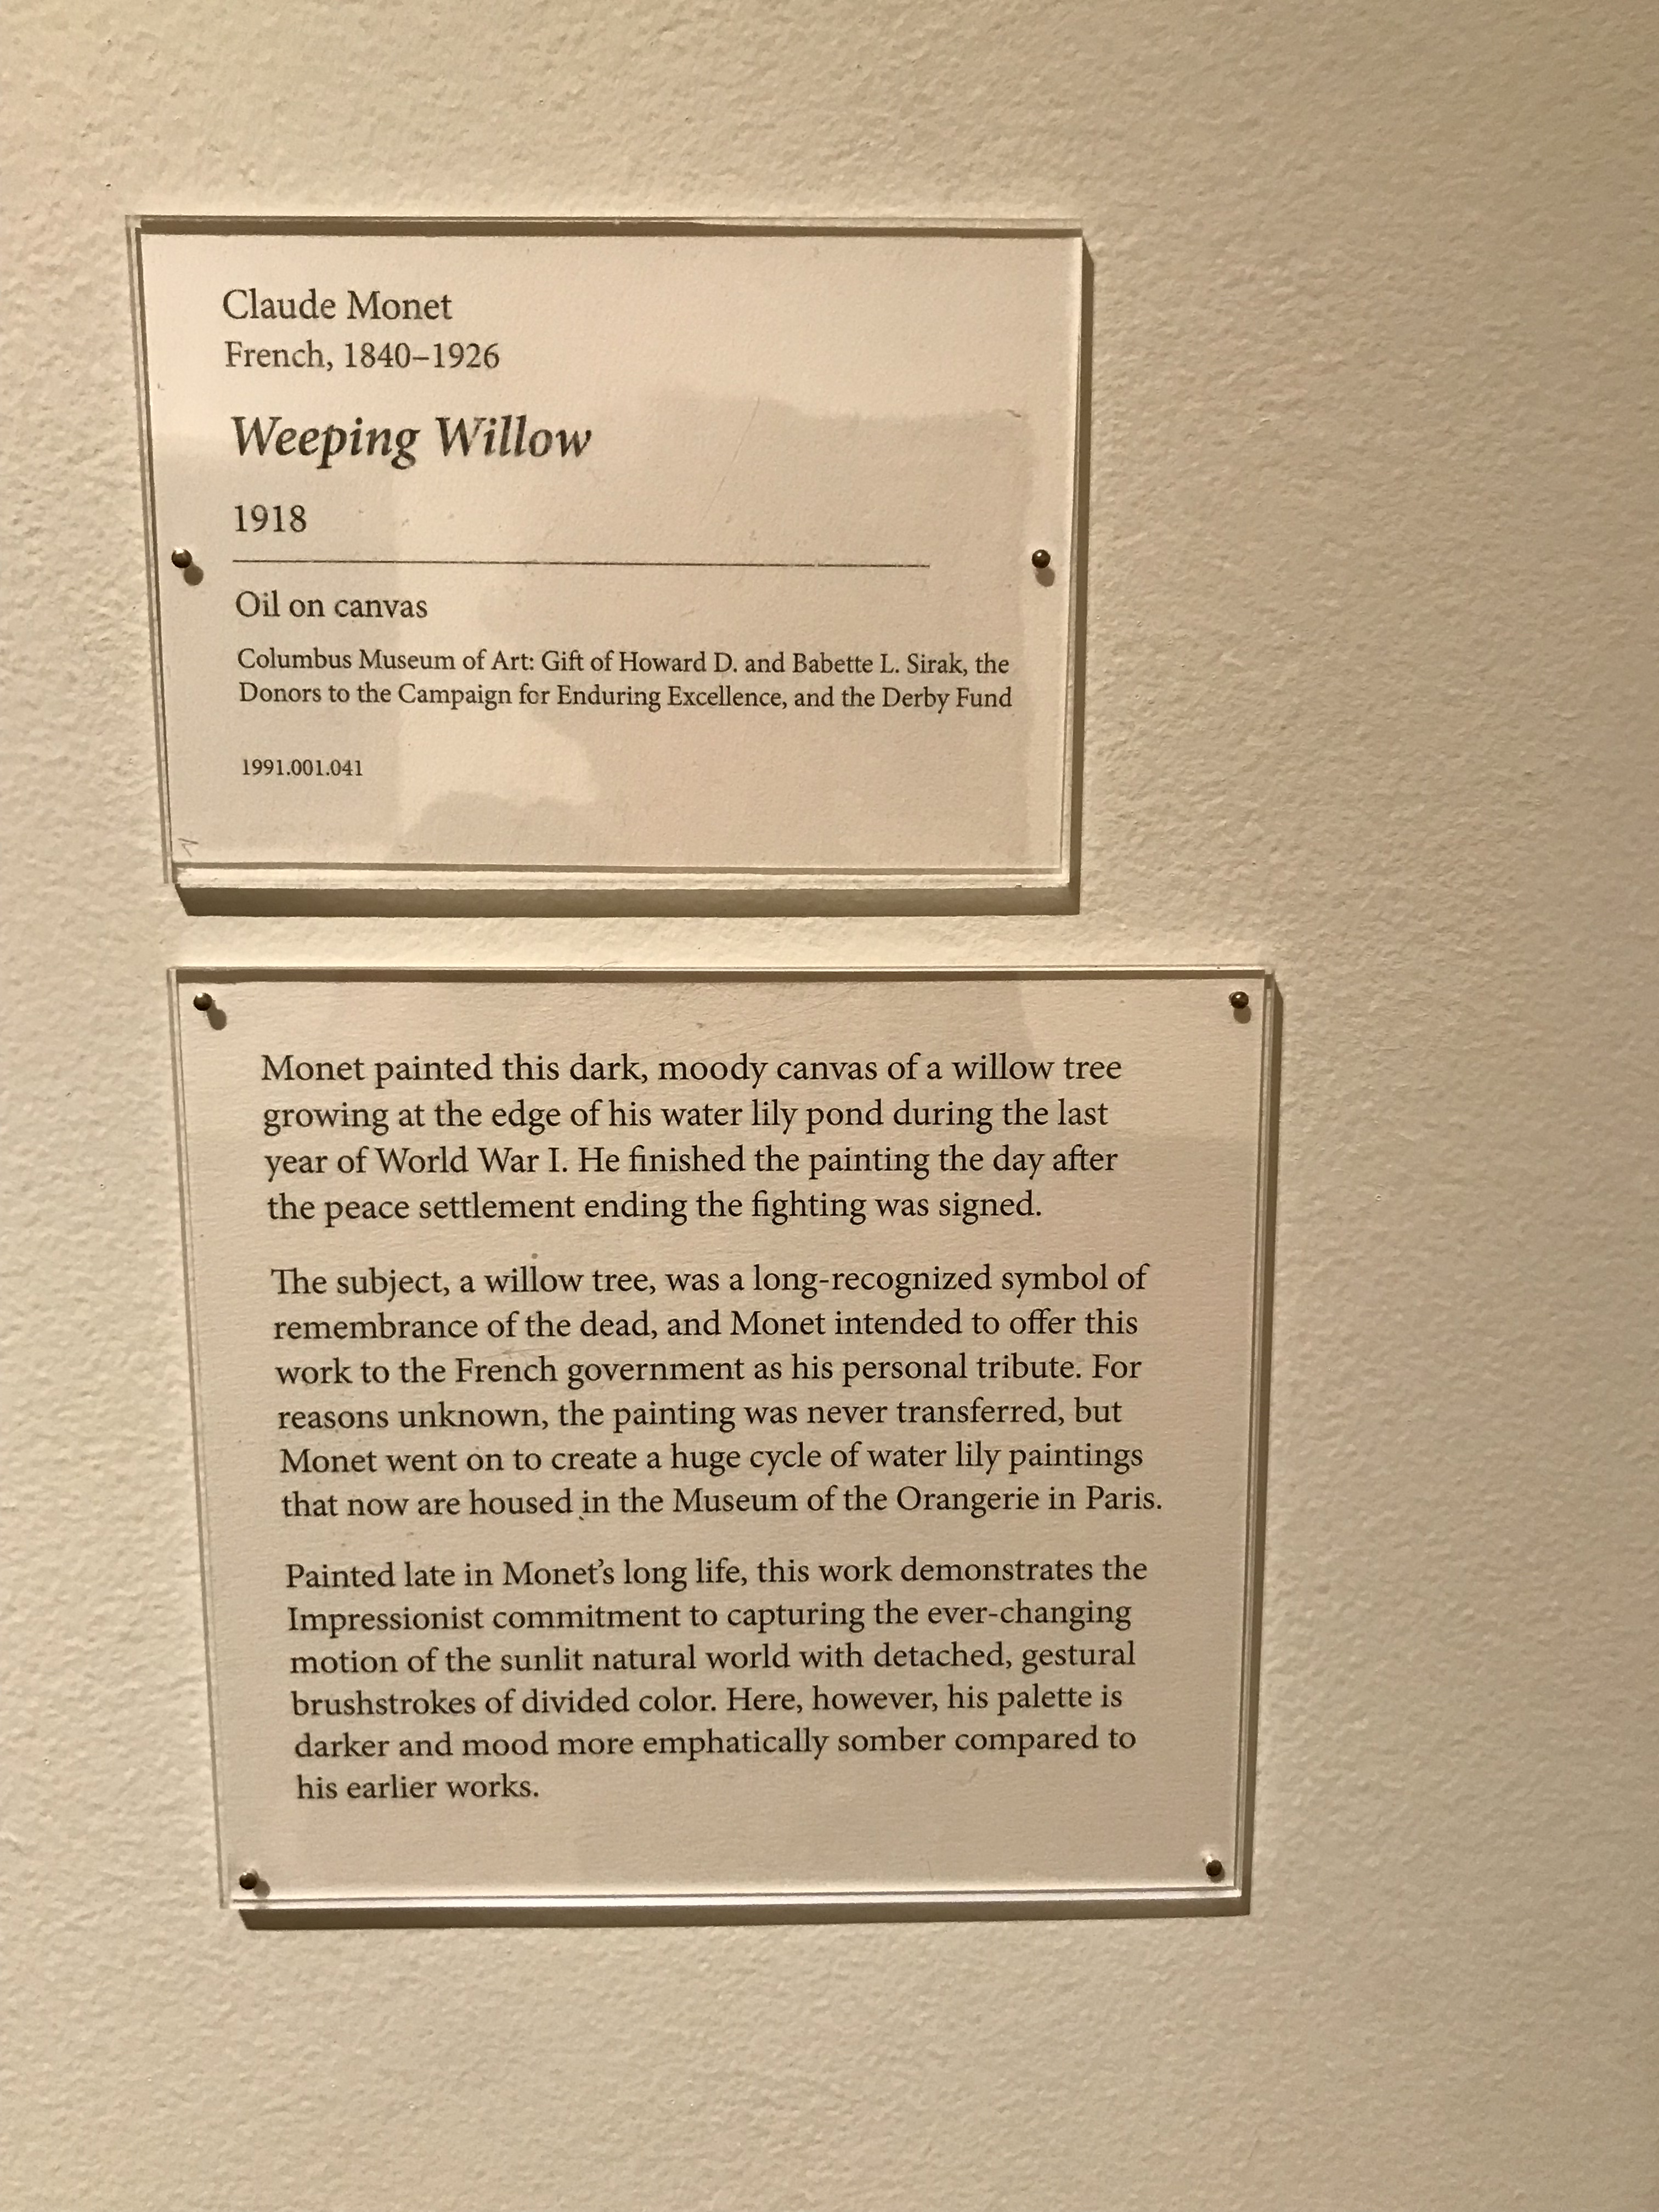 Claude Monet
French, 1840–1926
Weeping Willow
1918
Oil on canvas
Columbus Museum of Art: Gift of Howard D. and Babette L. Sirak, the
Donors to the Campaign for Enduring Excellence, and the Derby Fund
1991.001.041
Monet painted this dark, moody canvas of a willow tree
growing at the edge of his water lily pond during the last
year of World War I. He finished the painting the day after
the peace settlement ending the fighting was signed.
The subject, a willow tree, was a long-recognized symbol of
remembrance of the dead, and Monet intended to offer this
work to the French government as his personal tribute. For
reasons unknown, the painting was never transferred, but
Monet went on to create a huge cycle of water lily paintings
that now are housed in the Museum of the Orangerie in Paris.
Painted late in Monet’s long life, this work demonstrates the
Impressionist commitment to capturing the ever-changing
motion of the sunlit natural world with detached, gestural
brushstrokes of divided color. Here, however, his palette is
darker and mood more emphatically somber compared to
his earlier works.